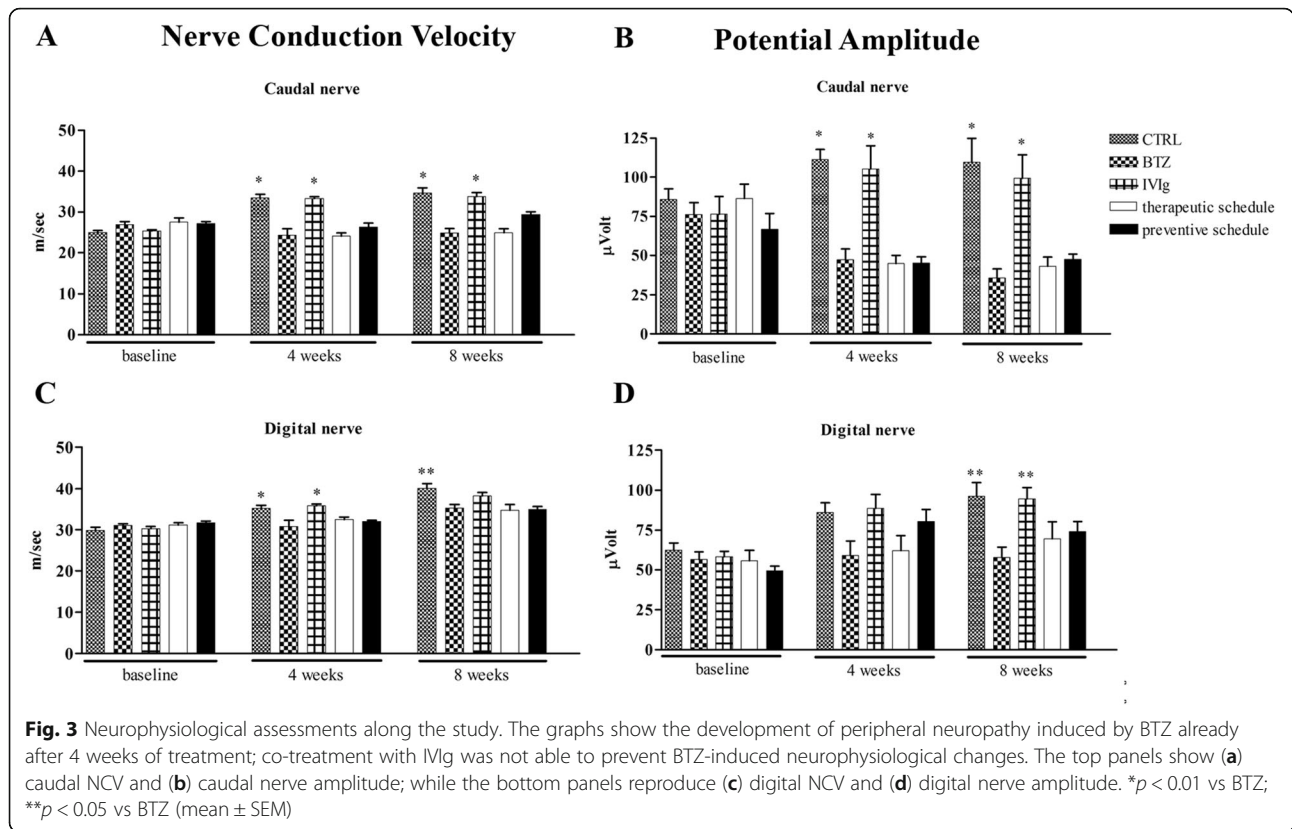 A Nerve Conduction Velocity
B Potential Amplitude
Caudal nerve
50
40
30
20
10
0
m/sec
* * * *
baseline 4 weeks 8 weeks
Caudal nerve
125
100
75
50
25
0
µVolt
* * * *
baseline 4 weeks 8 weeks
CTRL
BTZ
IVIg
therapeutic schedule
preventive schedule
C
Digital nerve
50
40
30
20
10
0
m/sec
* * **
baseline 4 weeks 8 weeks
D
Digital nerve
125
100
75
50
25
0
µVolt
** **
baseline 4 weeks 8 weeks
Fig. 3 Neurophysiological assessments along the study. The graphs show the development of peripheral neuropathy induced by BTZ already
after 4 weeks of treatment; co-treatment with IVIg was not able to prevent BTZ-induced neurophysiological changes. The top panels show (a)
caudal NCV and (b) caudal nerve amplitude; while the bottom panels reproduce (c) digital NCV and (d) digital nerve amplitude. *p < 0.01 vs BTZ;
**p < 0.05 vs BTZ (mean ± SEM)